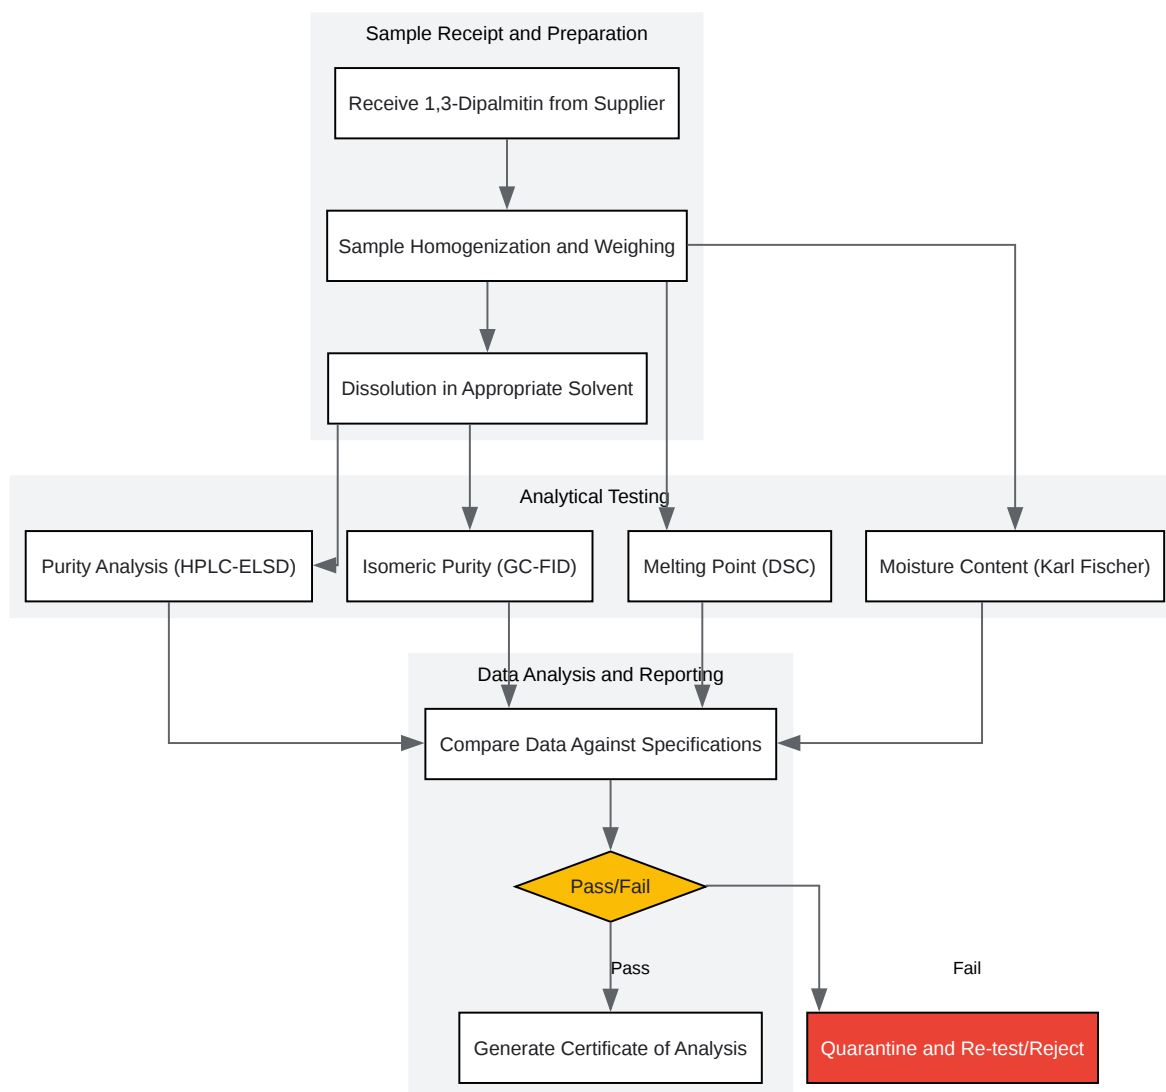 Sample Receipt and Preparation
Receive 1,3-Dipalmitin from Supplier
Sample Homogenization and Weighing
Dissolution in Appropriate Solvent
Analytical Testing
Purity Analysis (HPLC-ELSD)
Isomeric Purity (GC-FID)
Melting Point (DSC)
Moisture Content (Karl Fischer)
Data Analysis and Reporting
Compare Data Against Specifications
Pass/Fail
Pass
Fail
Generate Certificate of Analysis
Quarantine and Re-test/Reject